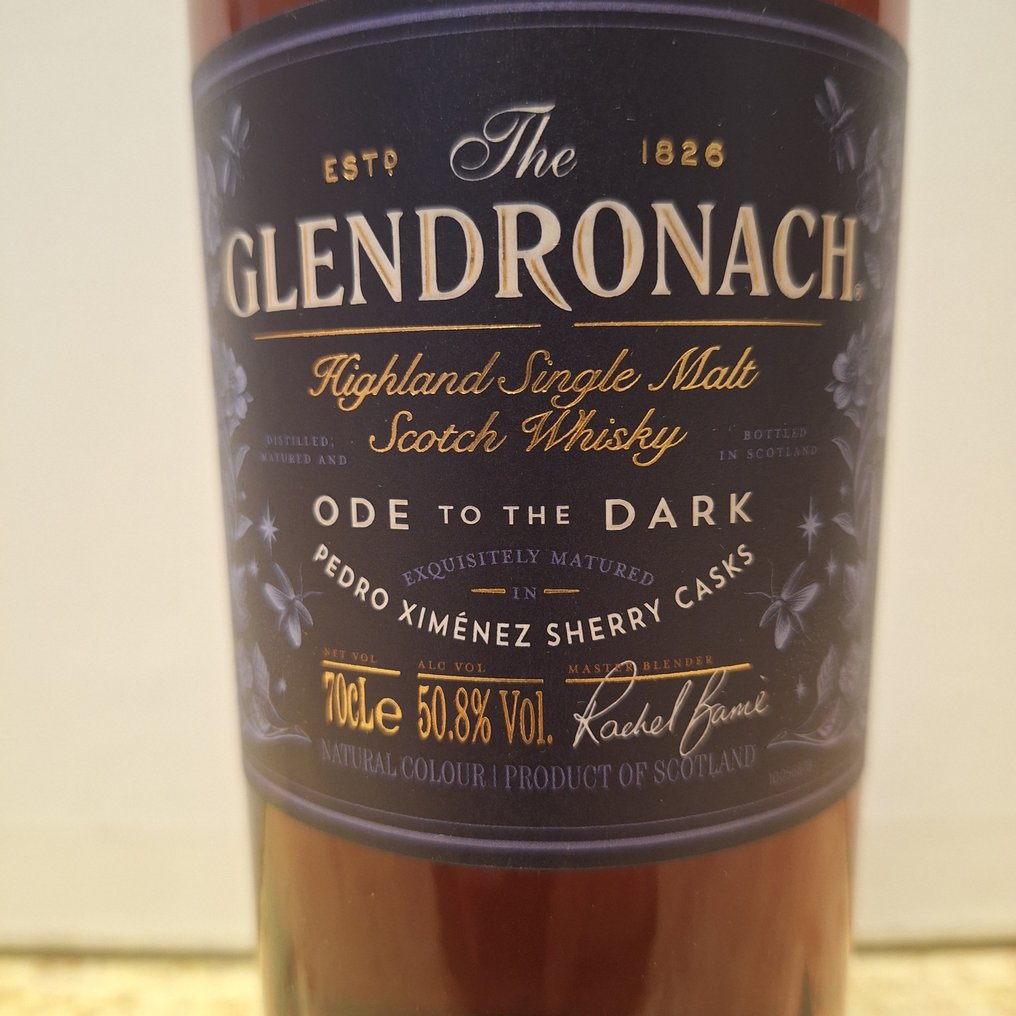 ESTD The 1826
GLENDRONACH
Highland Single Malt
Scotch Whisky
DISTILLED,
MATURED AND
BOTTLED
IN SCOTLAND
ODE TO THE DARK
EXQUISITELY MATURED
IN
PEDRO XIMÉNEZ SHERRY CASKS
NET VOL
70cLe
ALC VOL
50.8% Vol.
MASTER BLENDER
Rachel Barrie
NATURAL COLOUR | PRODUCT OF SCOTLAND